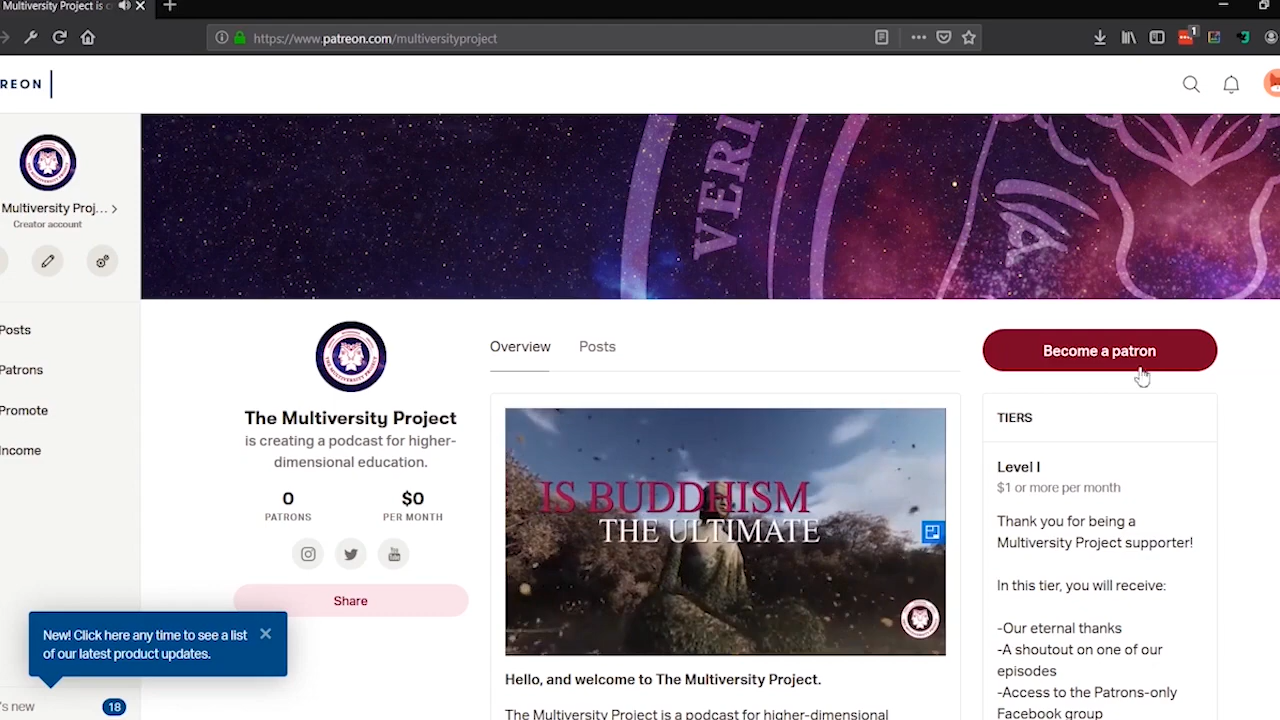 Multiversity Project is c
https://www.patreon.com/multiversityproject
1
REON
VERI
Multiversity Proj...
Creator account
Posts
Patrons
Promote
Income
The Multiversity Project
is creating a podcast for higher-
dimensional education.
0
PATRONS
$0
PER MONTH
Share
New! Click here any time to see a list
of our latest product updates.
's new
18
Overview
Posts
IS BUDDHISM
THE ULTIMATE
Hello, and welcome to The Multiversity Project.
The Multiversity Project is a podcast for higher dimensional
Become a patron
TIERS
Level I
$1 or more per month
Thank you for being a
Multiversity Project supporter!
In this tier, you will receive:
-Our eternal thanks
-A shoutout on one of our
episodes
-Access to the Patrons-only
Facebook group